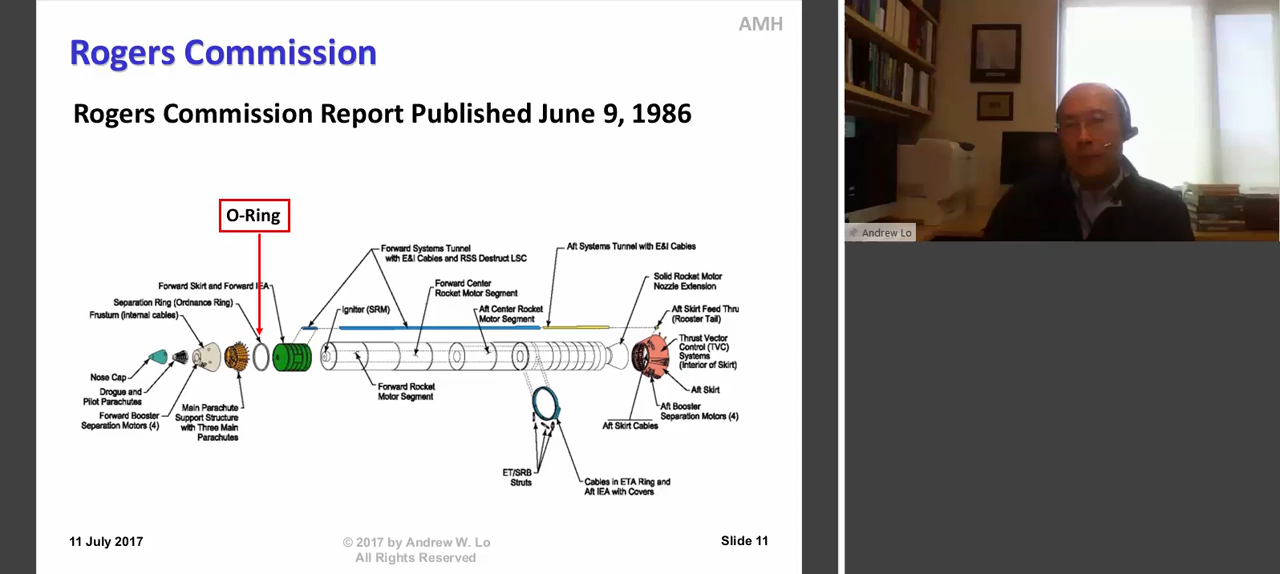 AMH
Rogers Commission
Rogers Commission Report Published June 9, 1986
O-Ring
Forward Systems Tunnel
with E&I Cables and RSS Destruct LSC
Aft Systems Tunnel with E&I Cables
Forward Skirt and Forward IEA
Separation Ring (Ordnance Ring)
Frustum (Internal cables)
Igniter (SRM)
Forward Center
Rocket Motor Segment
Aft Center Rocket
Motor Segment
Solid Rocket Motor
Nozzle Extension
Aft Skirt Feed Thru
(Rooster Tail)
Thrust Vector
Control (TVC)
Systems
(Interior of Skirt)
Nose Cap
Drogue and
Pilot Parachutes
Forward Booster
Separation Motors (4)
Main Parachute
Support Structure
with Three Main
Parachutes
Forward Rocket
Motor Segment
Aft Skirt
Aft Booster
Separation Motors (4)
Aft Skirt Cables
ET/SRB
Struts
Cables in ETA Ring and
Aft IEA with Covers
11 July 2017
© 2017 by Andrew W. Lo
All Rights Reserved
Slide 11
Andrew Lo